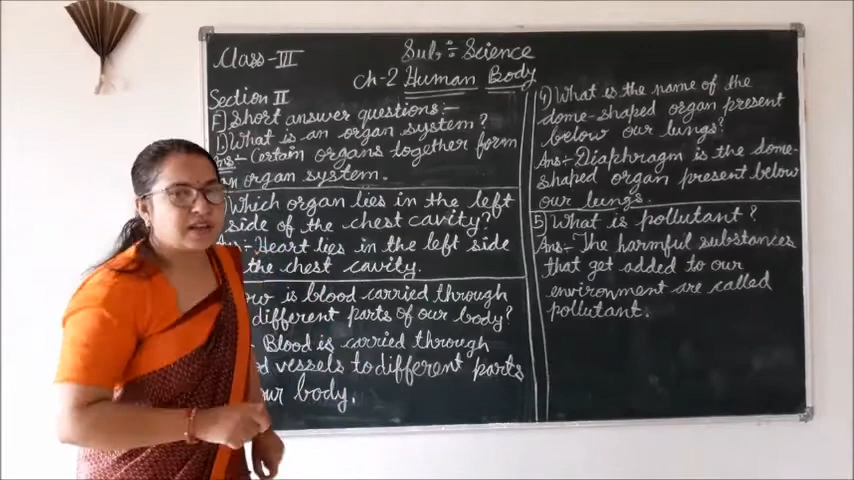 Class-III
Sub:- Science
Ch-2 Human Body
Section II
F) Short answer questions:-
1) What is an organ system?
Ans- Certain organs together form
an organ system.
Which organ lies in the left
side of the chest cavity?
Ans- Heart lies in the left side
the chest cavity.
is blood carried through
different parts of our body?
Blood is carried through
vessels to different parts
our body.
4) What is the name of the
dome-shaped organ present
below our lungs?
Ans- Diaphragm is the dome-
shaped organ present below
our lungs.
5) What is pollutant?
Ans- The harmful substances
that get added to our
environment are called
pollutant.